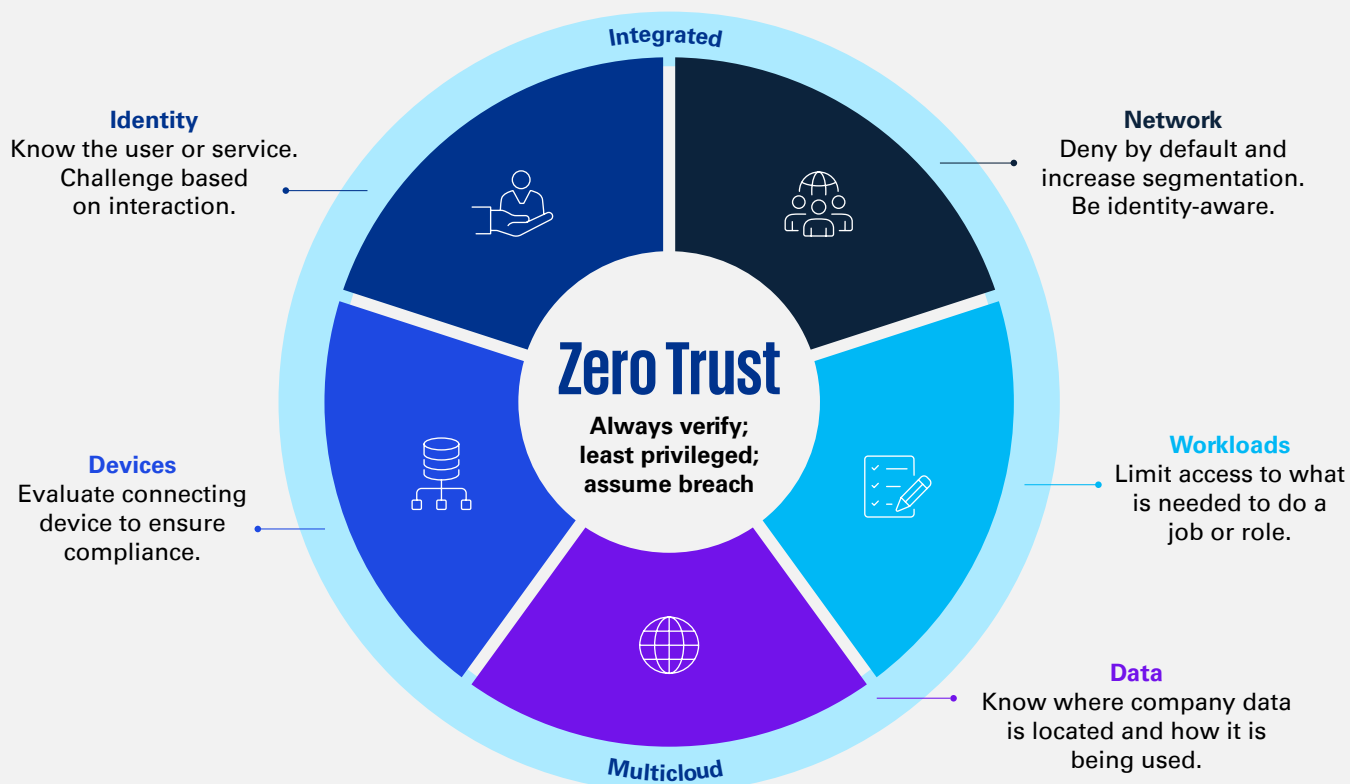 Integrated
Identity
Know the user or service.
Challenge based
on interaction.
Network
Deny by default and
increase segmentation.
Be identity-aware.
Zero Trust
Always verify;
least privileged;
assume breach
Devices
Evaluate connecting
device to ensure
compliance.
Workloads
Limit access to what
is needed to do a
job or role.
Data
Know where company data
is located and how it is
being used.
Multicloud